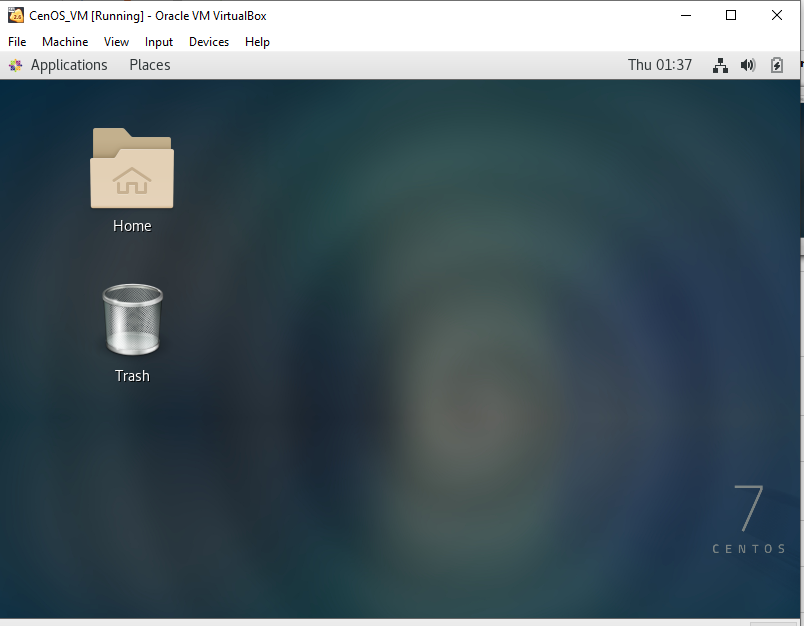 CenOS_VM [Running] - Oracle VM VirtualBox
File Machine View Input Devices Help
Applications Places Thu 01:37
Home
Trash
7
CENTOS